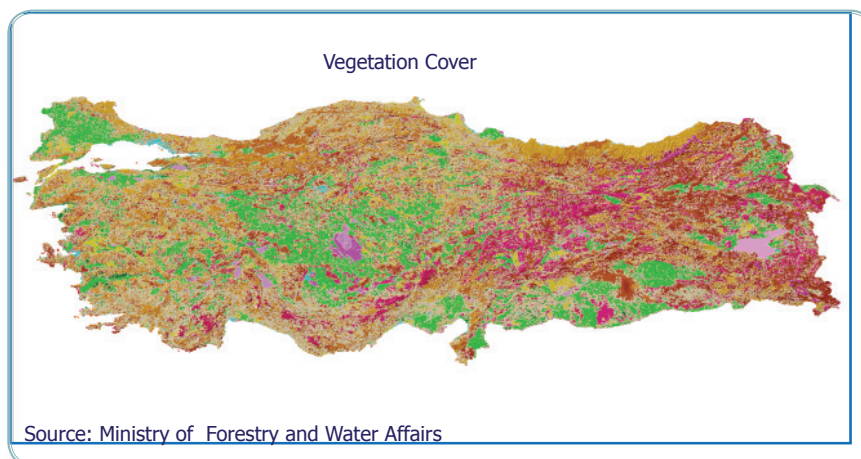 Vegetation Cover
Source: Ministry of Forestry and Water Affairs